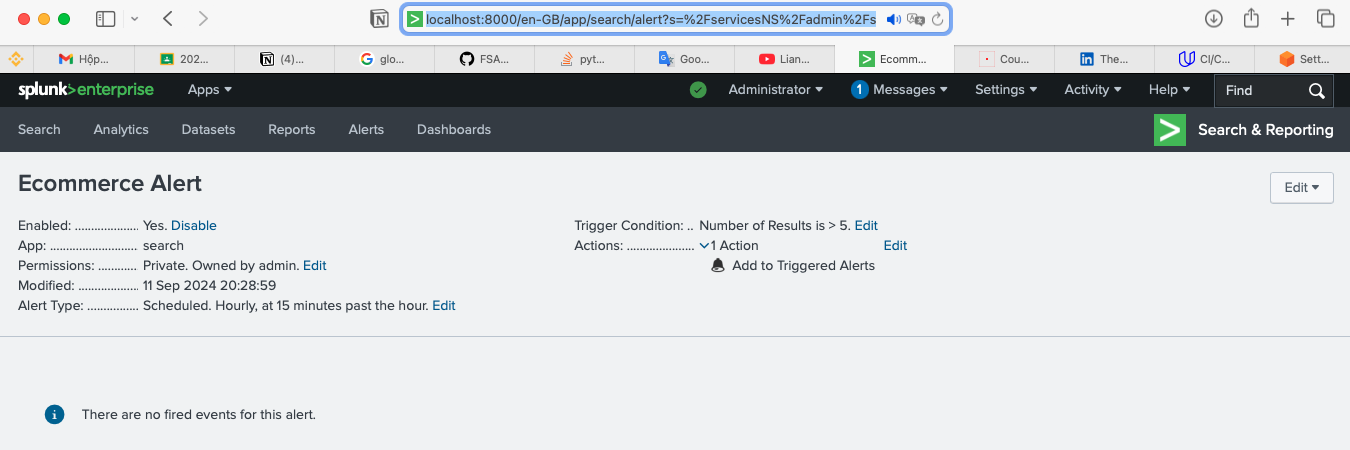 localhost:8000/en-GB/app/search/alert?s=%2FservicesNS%2Fadmin%2Fs
Hộp... 202... (4)... glo... FSA... pyt... Goo... Lian... Ecomm... Cou... The... CI/C... Sett...
splunk>enterprise Apps Administrator 1 Messages Settings Activity Help Find
Search Analytics Datasets Reports Alerts Dashboards Search & Reporting
Ecommerce Alert
Edit
Enabled: .................... Yes. Disable
App: ........................... search
Permissions: ............ Private. Owned by admin. Edit
Modified: ................... 11 Sep 2024 20:28:59
Alert Type: ................ Scheduled. Hourly, at 15 minutes past the hour. Edit
Trigger Condition: .. Number of Results is > 5. Edit
Actions: ..................... 1 Action Edit
Add to Triggered Alerts
There are no fired events for this alert.